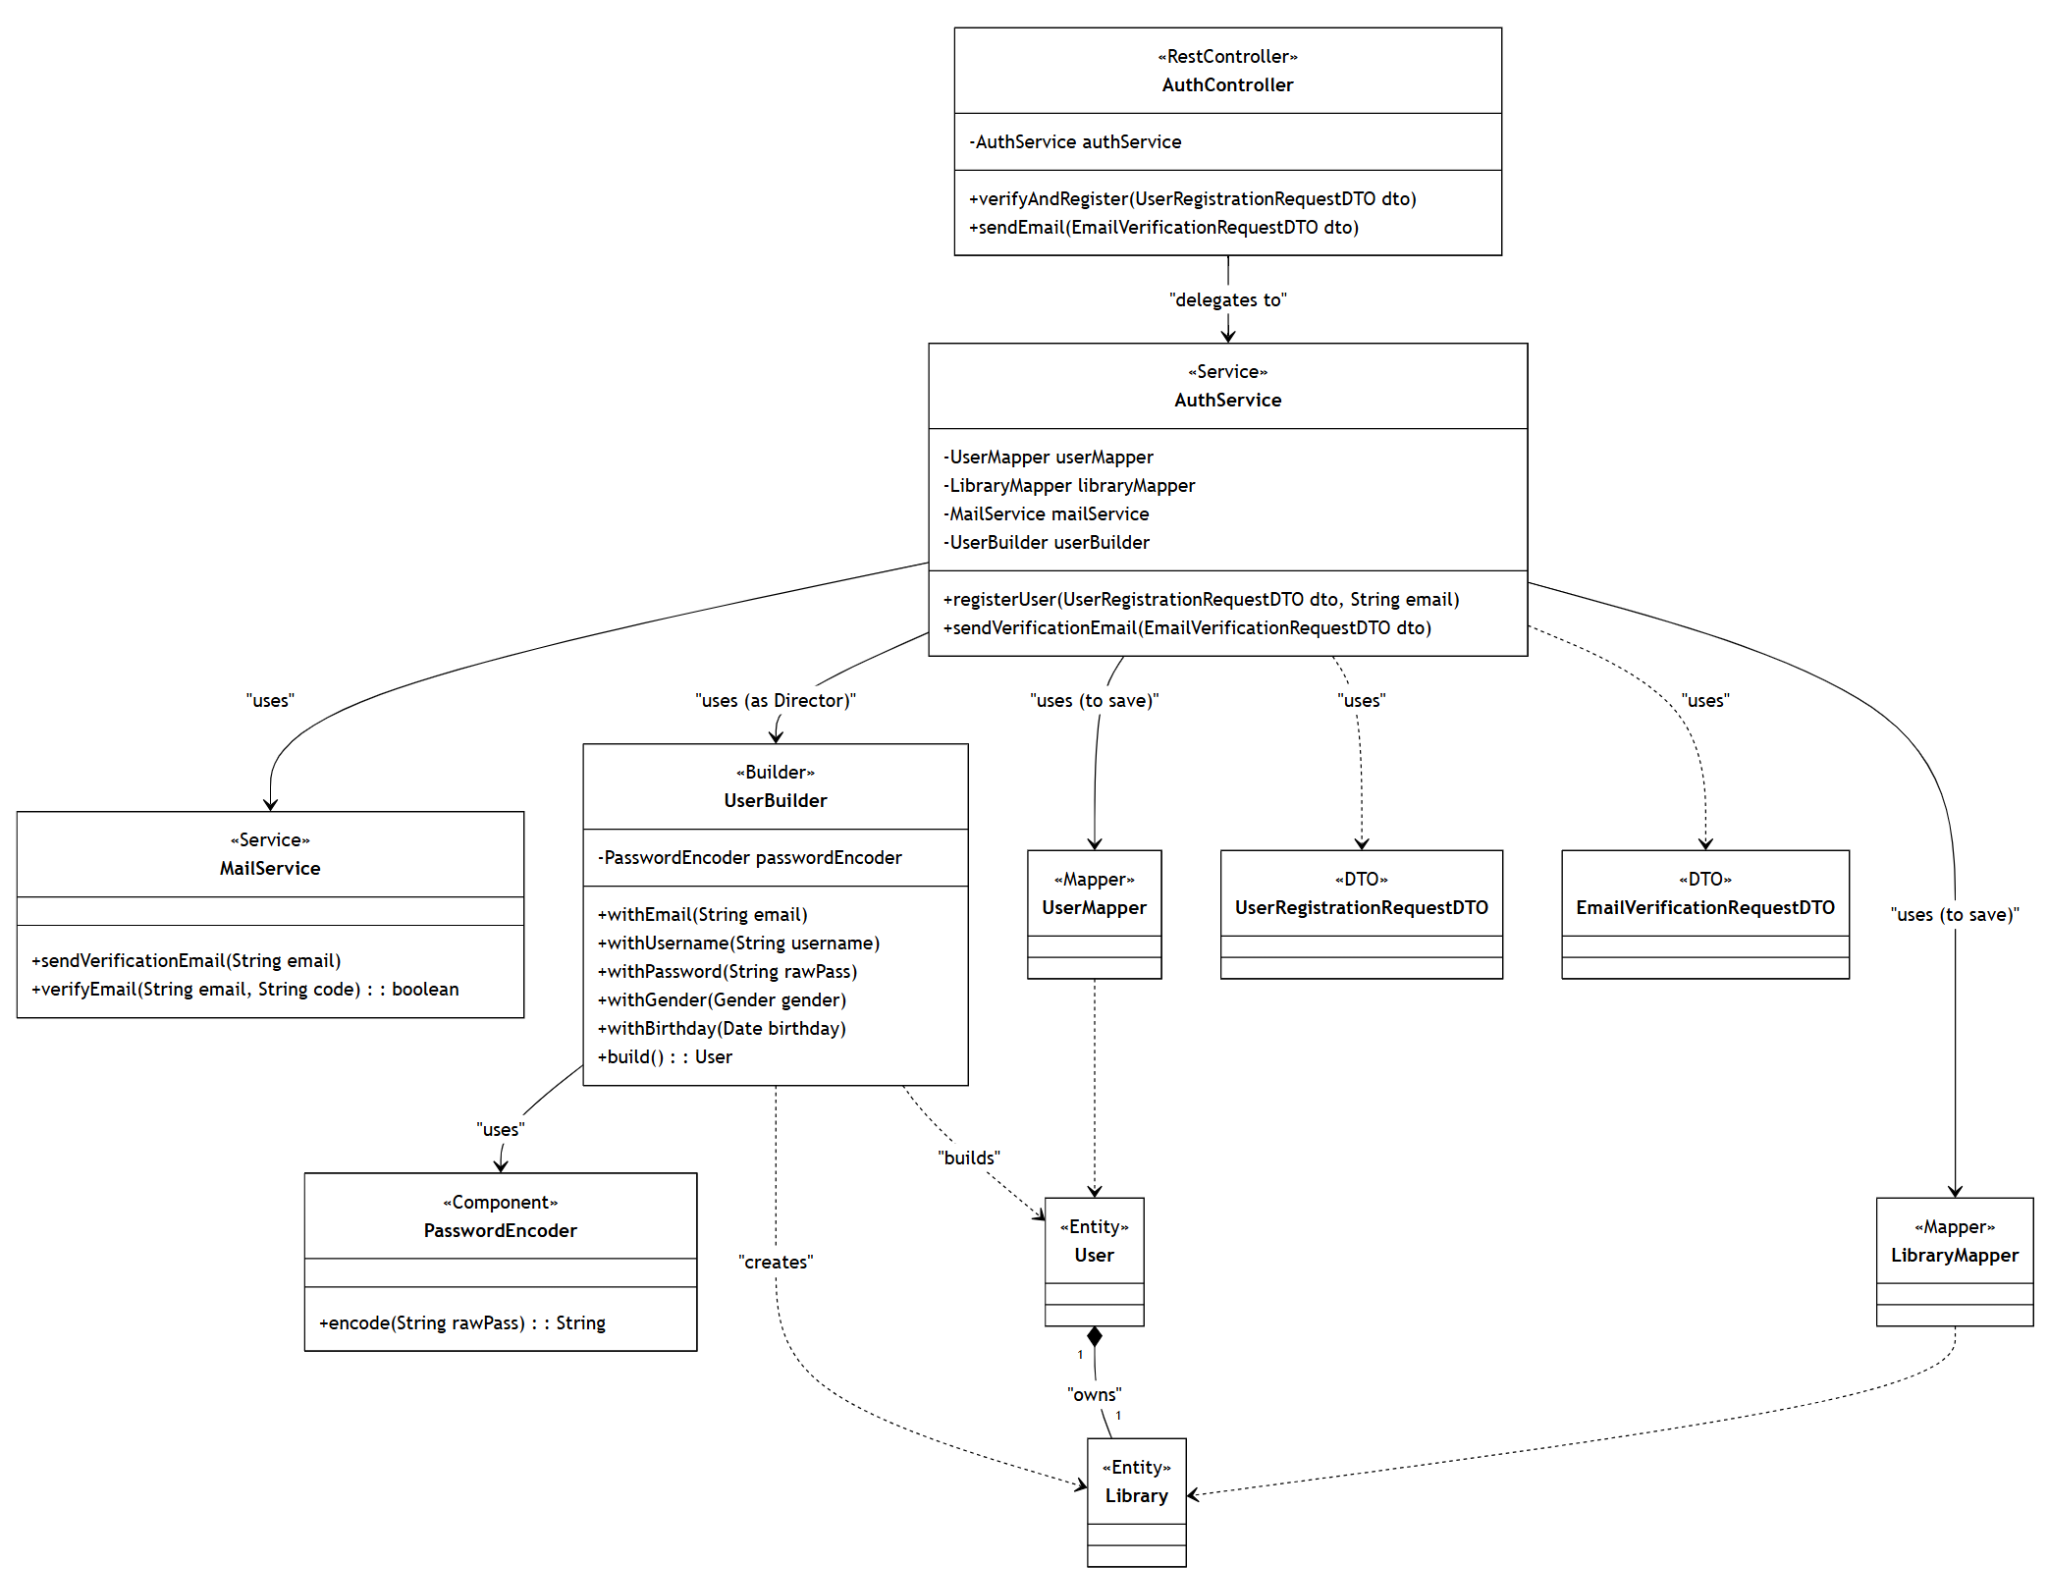 «RestController»
AuthController
-AuthService authService
+verifyAndRegister(UserRegistrationRequestDTO dto)
+sendEmail(EmailVerificationRequestDTO dto)
"delegates to"
«Service»
AuthService
-UserMapper userMapper
-LibraryMapper libraryMapper
-MailService mailService
-UserBuilder userBuilder
+registerUser(UserRegistrationRequestDTO dto, String email)
+sendVerificationEmail(EmailVerificationRequestDTO dto)
"uses"
"uses (as Director)"
"uses (to save)"
"uses"
"uses"
"uses (to save)"
«Service»
MailService
+sendVerificationEmail(String email)
+verifyEmail(String email, String code) : : boolean
«Builder»
UserBuilder
-PasswordEncoder passwordEncoder
+withEmail(String email)
+withUsername(String username)
+withPassword(String rawPass)
+withGender(Gender gender)
+withBirthday(Date birthday)
+build() : : User
«Mapper»
UserMapper
«DTO»
UserRegistrationRequestDTO
«DTO»
EmailVerificationRequestDTO
"uses"
"builds"
"creates"
«Component»
PasswordEncoder
+encode(String rawPass) : : String
«Entity»
User
«Mapper»
LibraryMapper
1
"owns"
1
«Entity»
Library